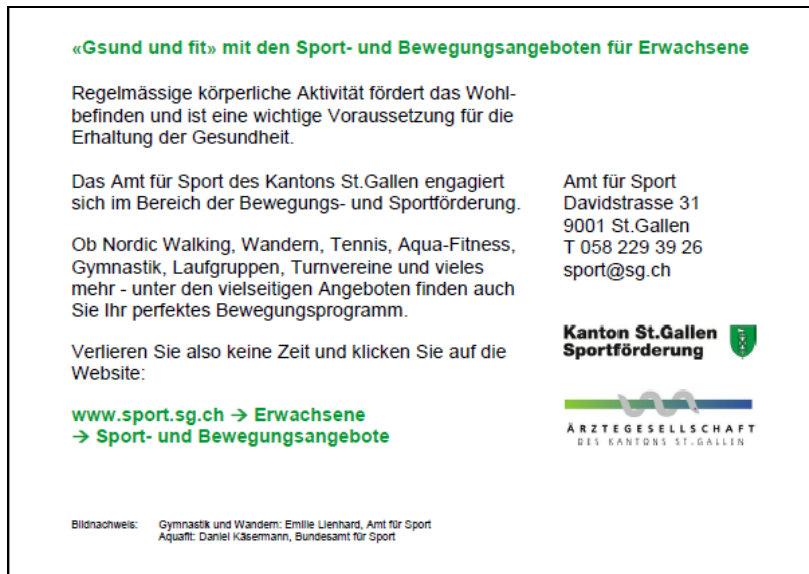 «Gsund und fit» mit den Sport- und Bewegungsangeboten für Erwachsene
Regelmässige körperliche Aktivität fördert das Wohl-
befinden und ist eine wichtige Voraussetzung für die
Erhaltung der Gesundheit.
Das Amt für Sport des Kantons St.Gallen engagiert
sich im Bereich der Bewegungs- und Sportförderung.
Ob Nordic Walking, Wandern, Tennis, Aqua-Fitness,
Gymnastik, Laufgruppen, Turnvereine und vieles
mehr - unter den vielseitigen Angeboten finden auch
Sie Ihr perfektes Bewegungsprogramm.
Verlieren Sie also keine Zeit und klicken Sie auf die
Website:
www.sport.sg.ch → Erwachsene
→ Sport- und Bewegungsangebote
Amt für Sport
Davidstrasse 31
9001 St.Gallen
T 058 229 39 26
sport@sg.ch
Kanton St.Gallen
Sportförderung
ÄRZTEGESELLSCHAFT
DES KANTONS ST.GALLEN
Bildnachweis: Gymnastik und Wandern: Emilie Lienhard, Amt für Sport
Aquafit: Daniel Käsermann, Bundesamt für Sport